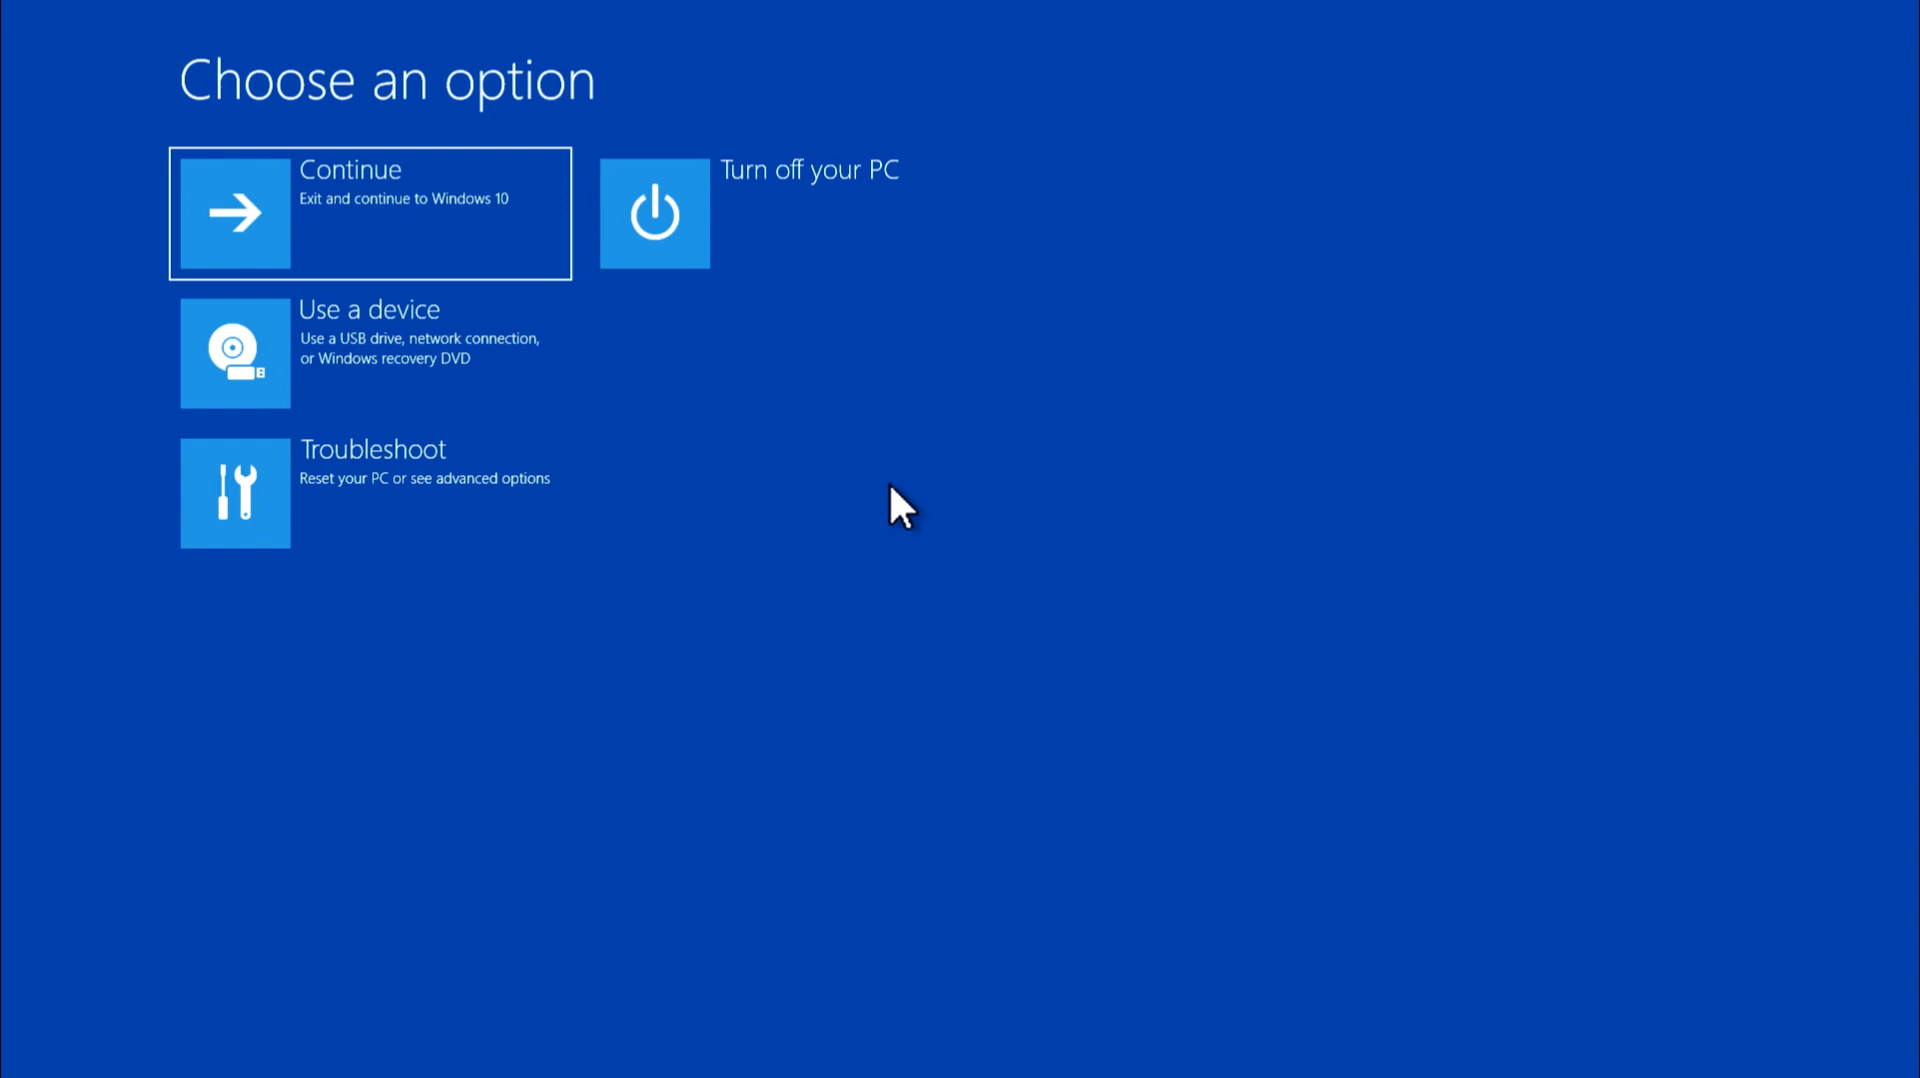 Choose an option
Continue
Exit and continue to Windows 10
Turn off your PC
Use a device
Use a USB drive, network connection,
or Windows recovery DVD
Troubleshoot
Reset your PC or see advanced options